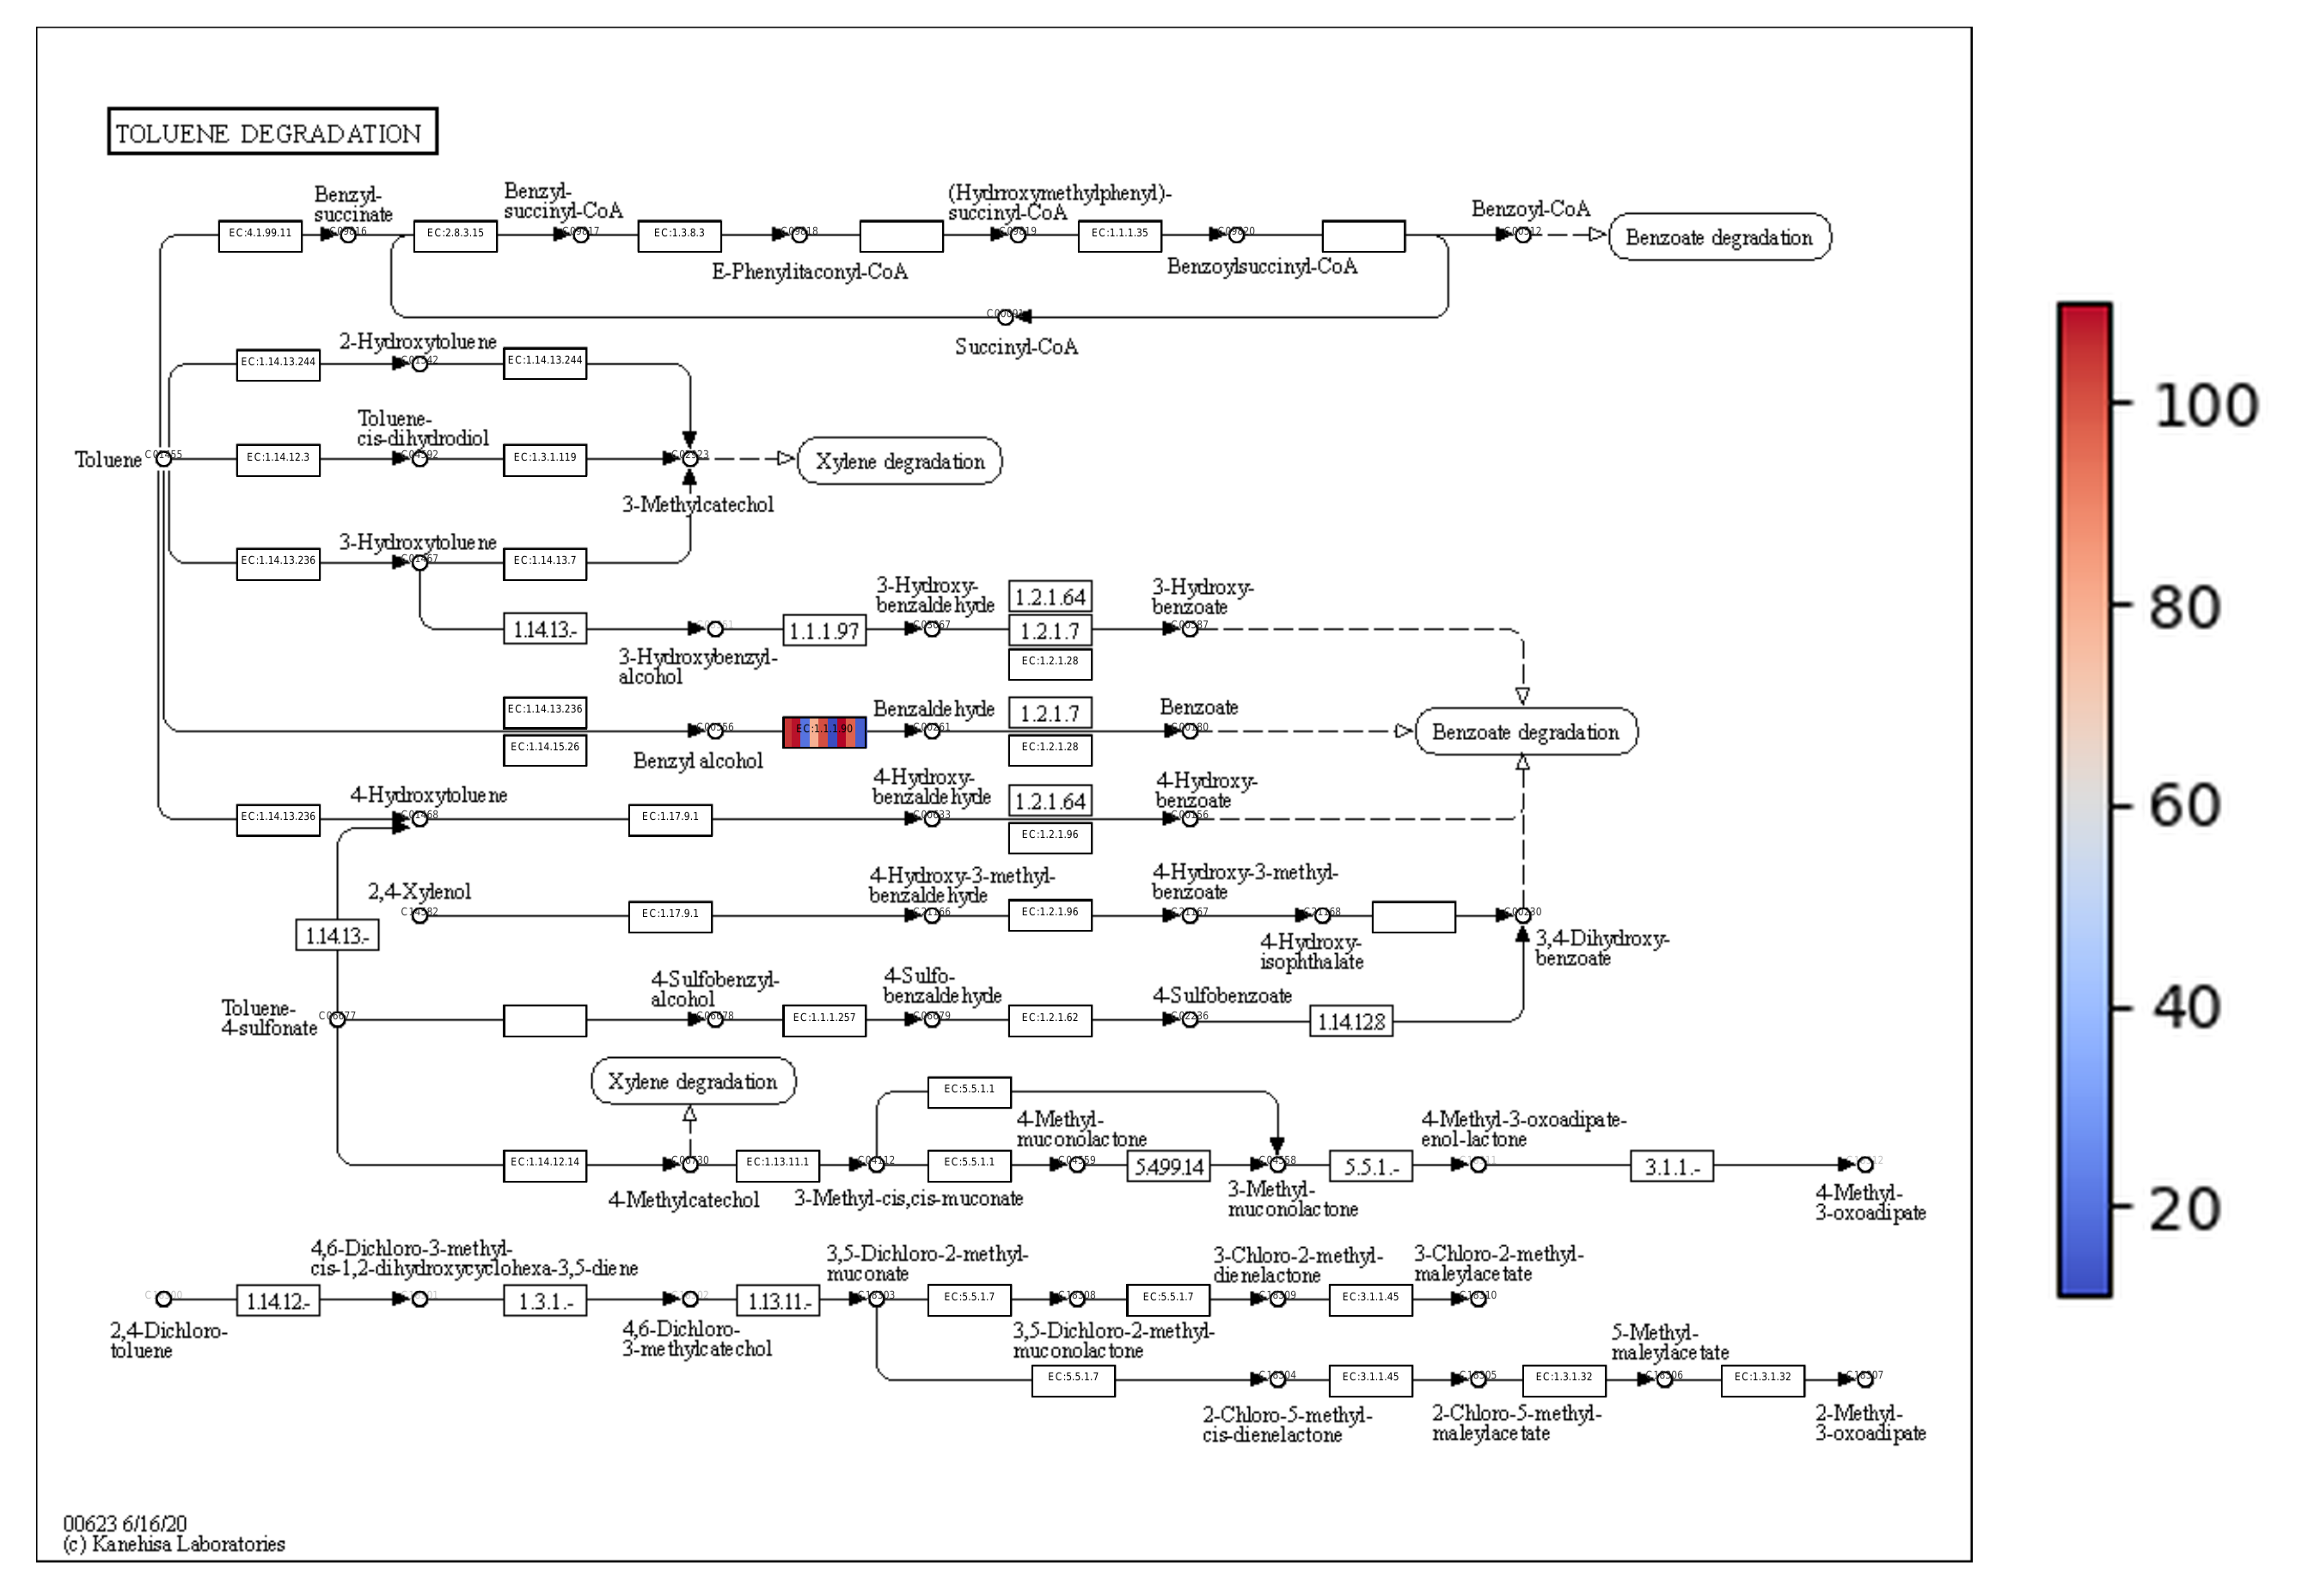 TOLUENE DEGRADATION
Benzyl-
succinate
Benzyl-
succinyl-CoA
(Hydrroxymethylphenyl)-
succinyl-CoA
Benzoyl-CoA
EC:4.1.99.11
EC:2.8.3.15
EC:1.3.8.3
EC:1.1.1.35
Benzoate degradation
E-Phenylitaconyl-CoA
Benzoylsuccinyl-CoA
Succinyl-CoA
2-Hydroxytoluene
EC:1.14.13.244
EC:1.14.13.244
Toluene-
cis-dihydrodiol
Toluene
EC:1.14.12.3
EC:1.3.1.119
Xylene degradation
3-Methylcatechol
3-Hydroxytoluene
EC:1.14.13.236
EC:1.14.13.7
3-Hydroxy-
benzaldehyde
1.2.1.64
3-Hydroxy-
benzoate
1.14.13.-
1.1.1.97
1.2.1.7
EC:1.2.1.28
3-Hydroxybenzyl-
alcohol
EC:1.14.13.236
EC:1.14.15.26
Benzyl alcohol
EC:1.1.1.90
Benzaldehyde
1.2.1.7
EC:1.2.1.28
Benzoate
Benzoate degradation
4-Hydroxytoluene
EC:1.14.13.236
EC:1.17.9.1
4-Hydroxy-
benzaldehyde
1.2.1.64
EC:1.2.1.96
4-Hydroxy-
benzoate
2,4-Xylenol
EC:1.17.9.1
4-Hydroxy-3-methyl-
benzaldehyde
EC:1.2.1.96
4-Hydroxy-3-methyl-
benzoate
4-Hydroxy-
isophthalate
3,4-Dihydroxy-
benzoate
1.14.13.-
Toluene-
4-sulfonate
4-Sulfobenzyl-
alcohol
EC:1.1.1.257
4-Sulfo-
benzaldehyde
EC:1.2.1.62
4-Sulfobenzoate
1.14.12.8
Xylene degradation
EC:1.14.12.14
4-Methylcatechol
EC:1.13.11.1
3-Methyl-cis,cis-muconate
EC:5.5.1.1
EC:5.5.1.1
4-Methyl-
muconolactone
5.4.99.14
3-Methyl-
muconolactone
5.5.1.-
4-Methyl-3-oxoadipate-
enol-lactone
3.1.1.-
4-Methyl-
3-oxoadipate
2,4-Dichloro-
toluene
1.14.12.-
4,6-Dichloro-3-methyl-
cis-1,2-dihydroxycyclohexa-3,5-diene
1.3.1.-
4,6-Dichloro-
3-methylcatechol
1.13.11.-
3,5-Dichloro-2-methyl-
muconate
EC:5.5.1.7
3,5-Dichloro-2-methyl-
muconolactone
EC:5.5.1.7
3-Chloro-2-methyl-
dienelactone
EC:3.1.1.45
3-Chloro-2-methyl-
maleylacetate
EC:5.5.1.7
2-Chloro-5-methyl-
cis-dienelactone
EC:3.1.1.45
2-Chloro-5-methyl-
maleylacetate
EC:1.3.1.32
5-Methyl-
maleylacetate
EC:1.3.1.32
2-Methyl-
3-oxoadipate
00623 6/16/20
(c) Kanehisa Laboratories
100
80
60
40
20